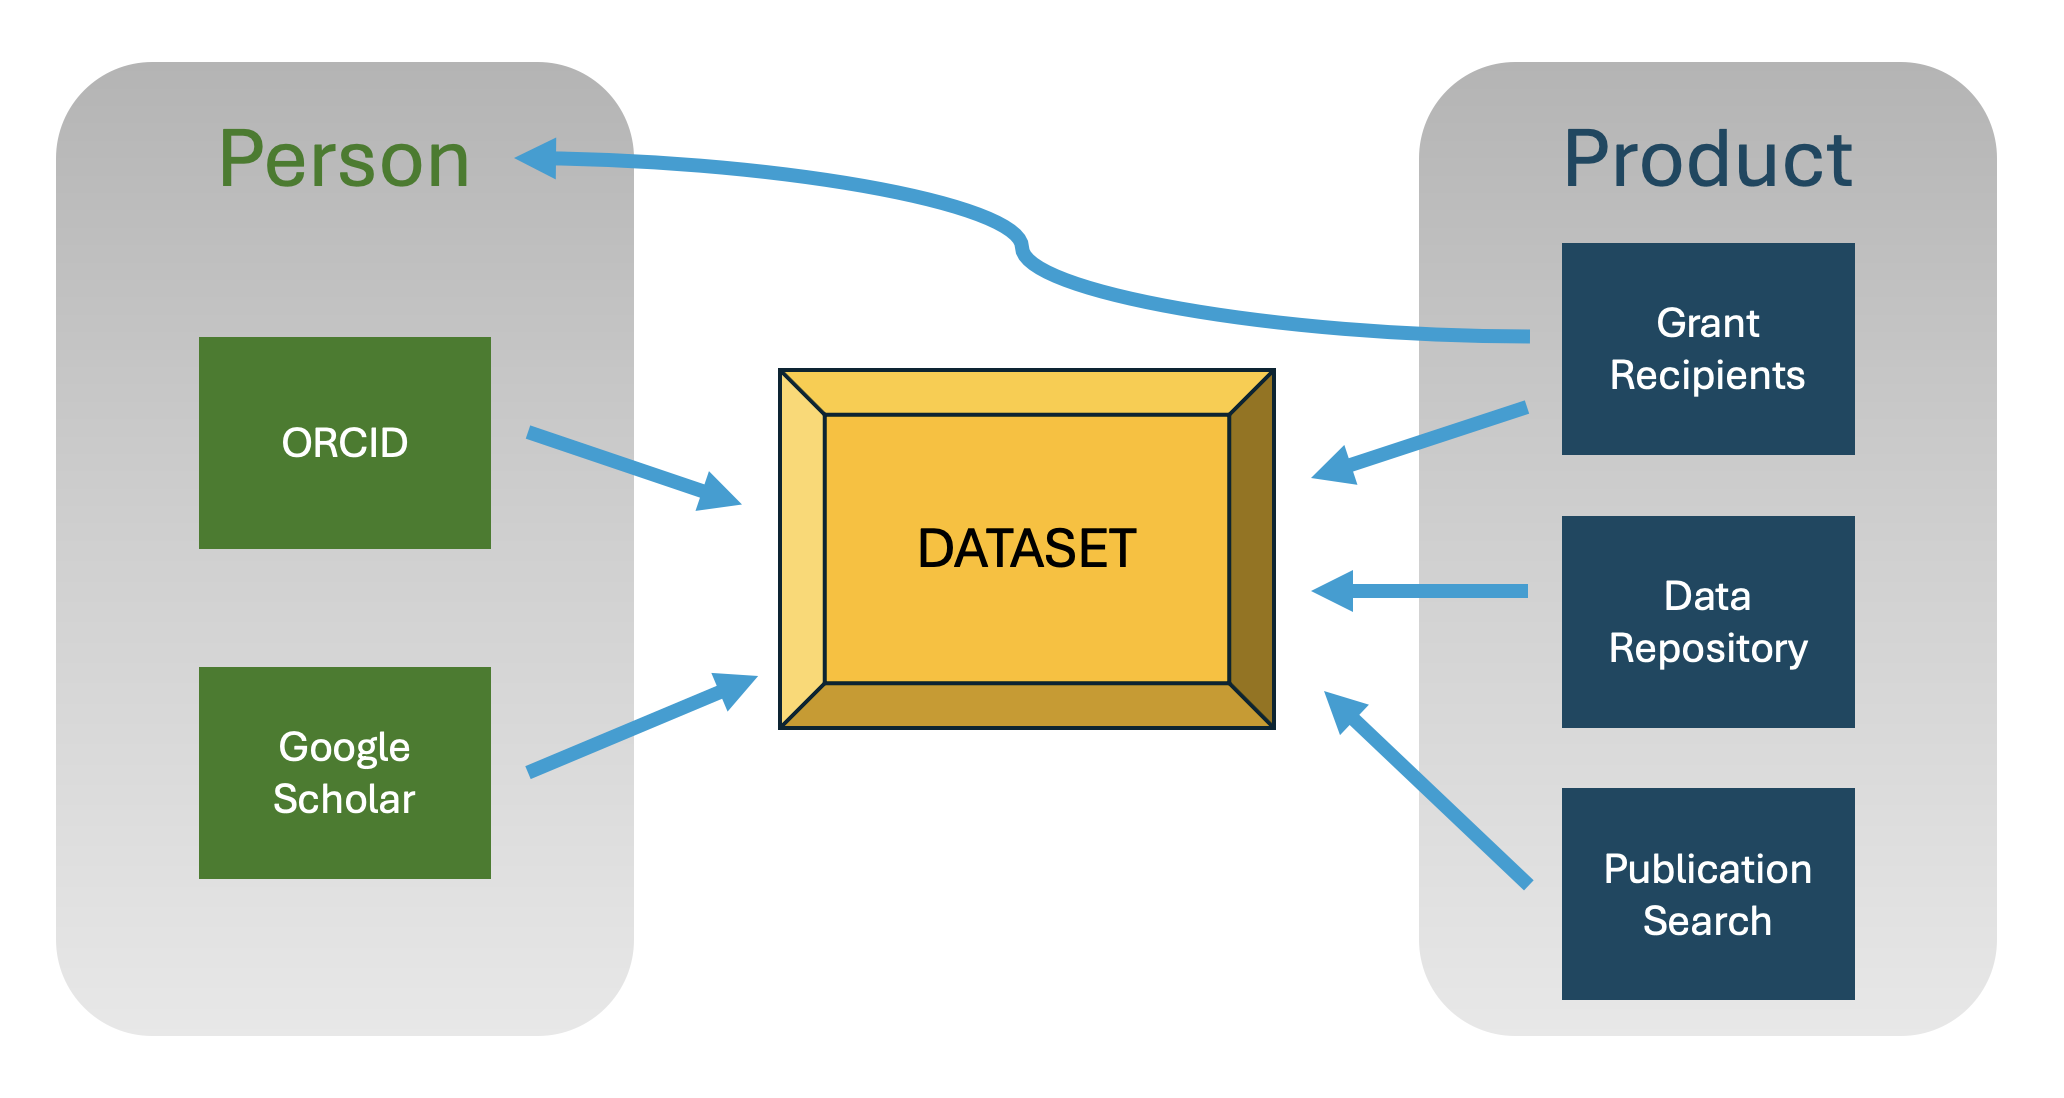 Person
ORCID
Google
Scholar
DATASET
Product
Grant
Recipients
Data
Repository
Publication
Search